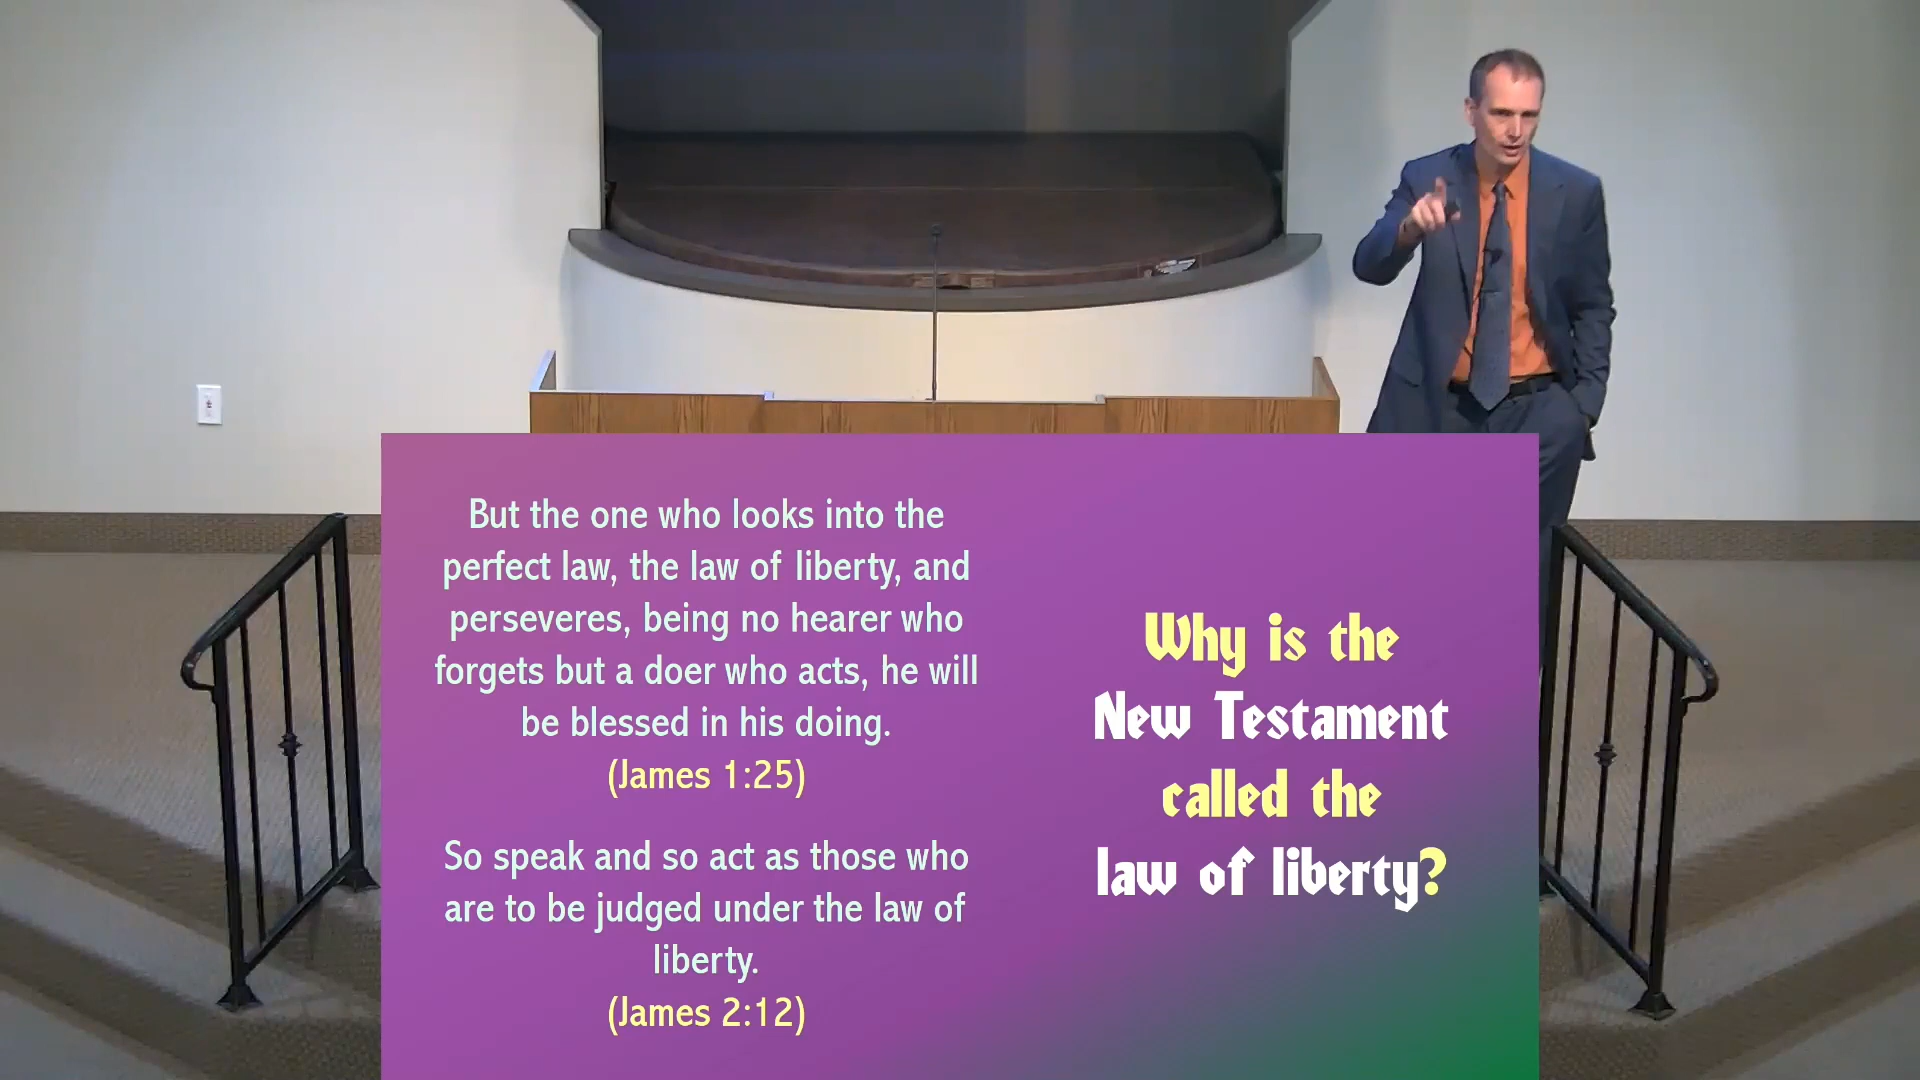 But the one who looks into the
perfect law, the law of liberty, and
perseveres, being no hearer who
forgets but a doer who acts, he will
be blessed in his doing.
(James 1:25)
So speak and so act as those who
are to be judged under the law of
liberty.
(James 2:12)
Why is the
New Testament
called the
law of liberty?